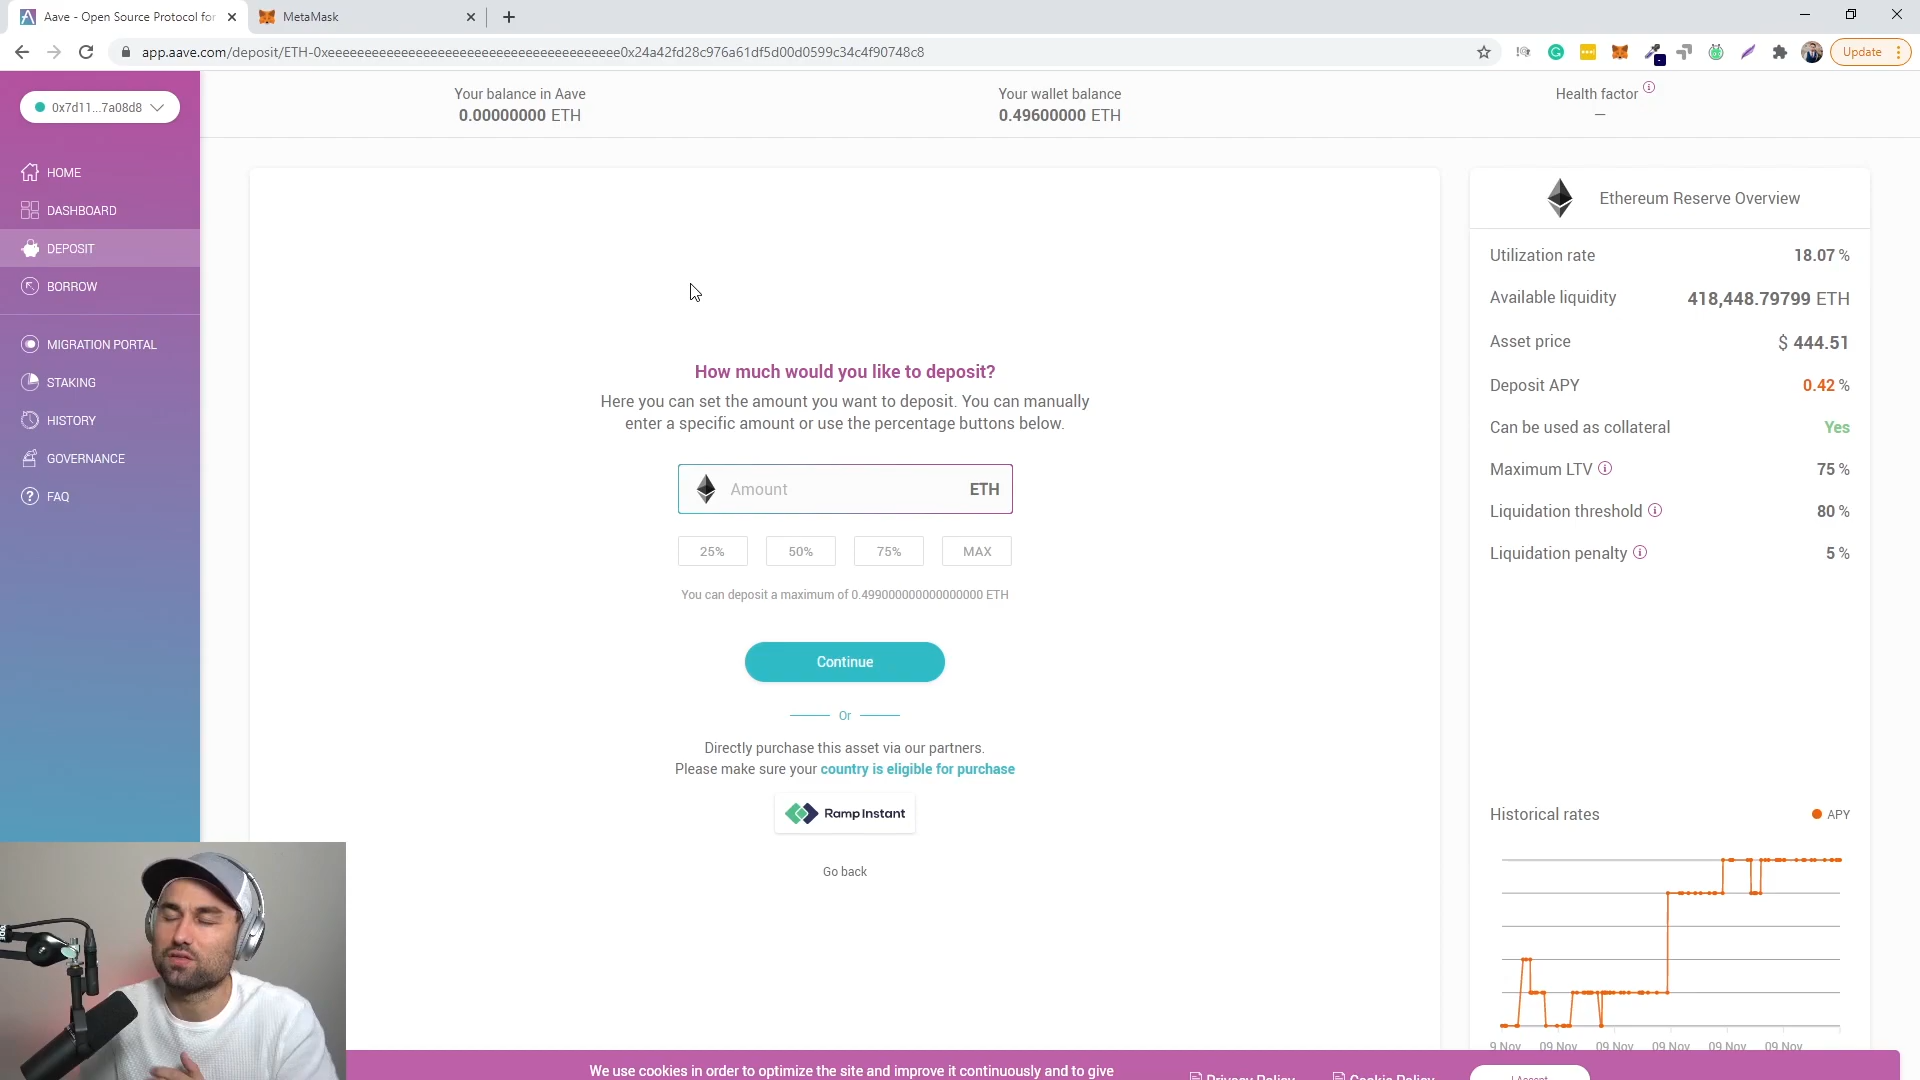 Aave - Open Source Protocol for
MetaMask
app.aave.com/deposit/ETH-0xeeeeeeeeeeeeeeeeeeeeeeeeeeeeeeeeeeeeeeee0x24a42fd28c976a61df5d00d0599c34c4f90748c8
Update
0x7d11...7a08d8
HOME
DASHBOARD
DEPOSIT
BORROW
MIGRATION PORTAL
STAKING
HISTORY
GOVERNANCE
FAQ
Your balance in Aave
0.00000000 ETH
Your wallet balance
0.49600000 ETH
Health factor
—
How much would you like to deposit?
Here you can set the amount you want to deposit. You can manually
enter a specific amount or use the percentage buttons below.
Amount ETH
25% 50% 75% MAX
You can deposit a maximum of 0.499000000000000000 ETH
Continue
Or
Directly purchase this asset via our partners.
Please make sure your country is eligible for purchase
Ramp Instant
Go back
Ethereum Reserve Overview
Utilization rate 18.07 %
Available liquidity 418,448.79799 ETH
Asset price $ 444.51
Deposit APY 0.42 %
Can be used as collateral Yes
Maximum LTV 75 %
Liquidation threshold 80 %
Liquidation penalty 5 %
Historical rates APY
9 Nov 09 Nov 09 Nov 09 Nov 09 Nov 09 Nov
We use cookies in order to optimize the site and improve it continuously and to give
Privacy Policy Cookie Policy
I Accept